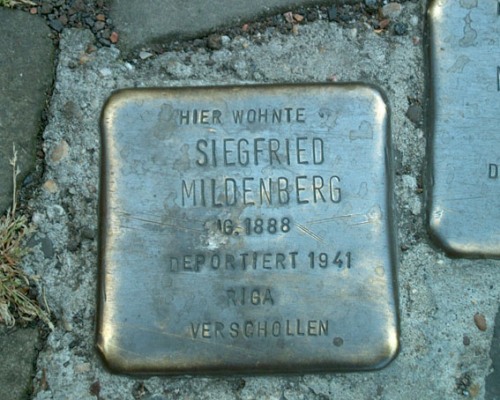 HIER WOHNTE
SIEGFRIED
MILDENBERG
JG. 1888
DEPORTIERT 1941
RIGA
VERSCHOLLEN